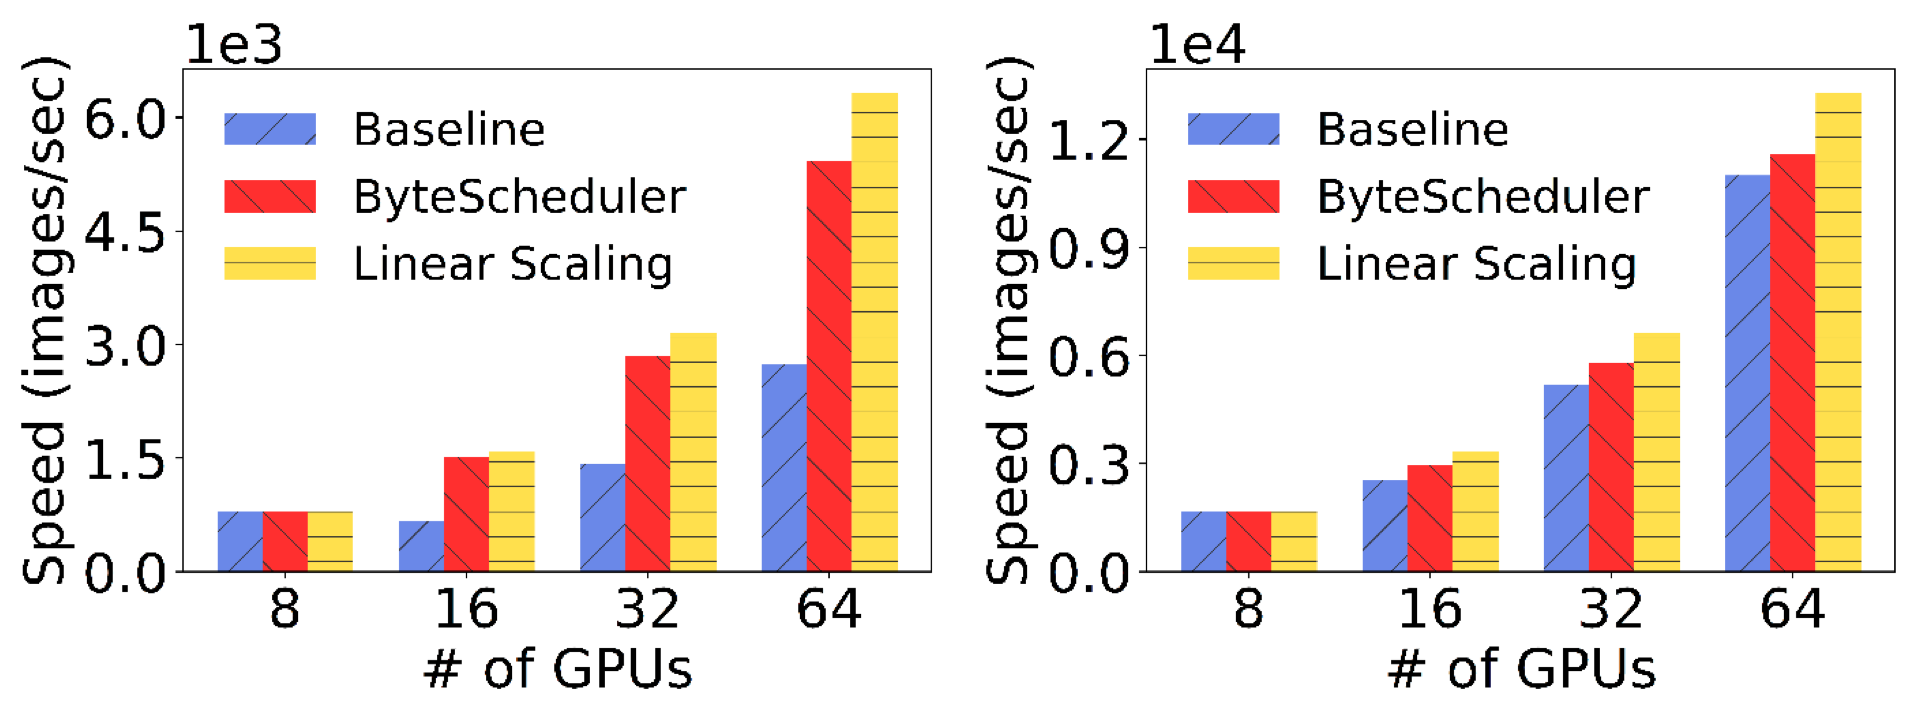 1e3
Speed (images/sec)
6.0
4.5
3.0
1.5
0.0
Baseline
ByteScheduler
Linear Scaling
8 16 32 64
# of GPUs
1e4
Speed (images/sec)
1.2
0.9
0.6
0.3
0.0
Baseline
ByteScheduler
Linear Scaling
8 16 32 64
# of GPUs